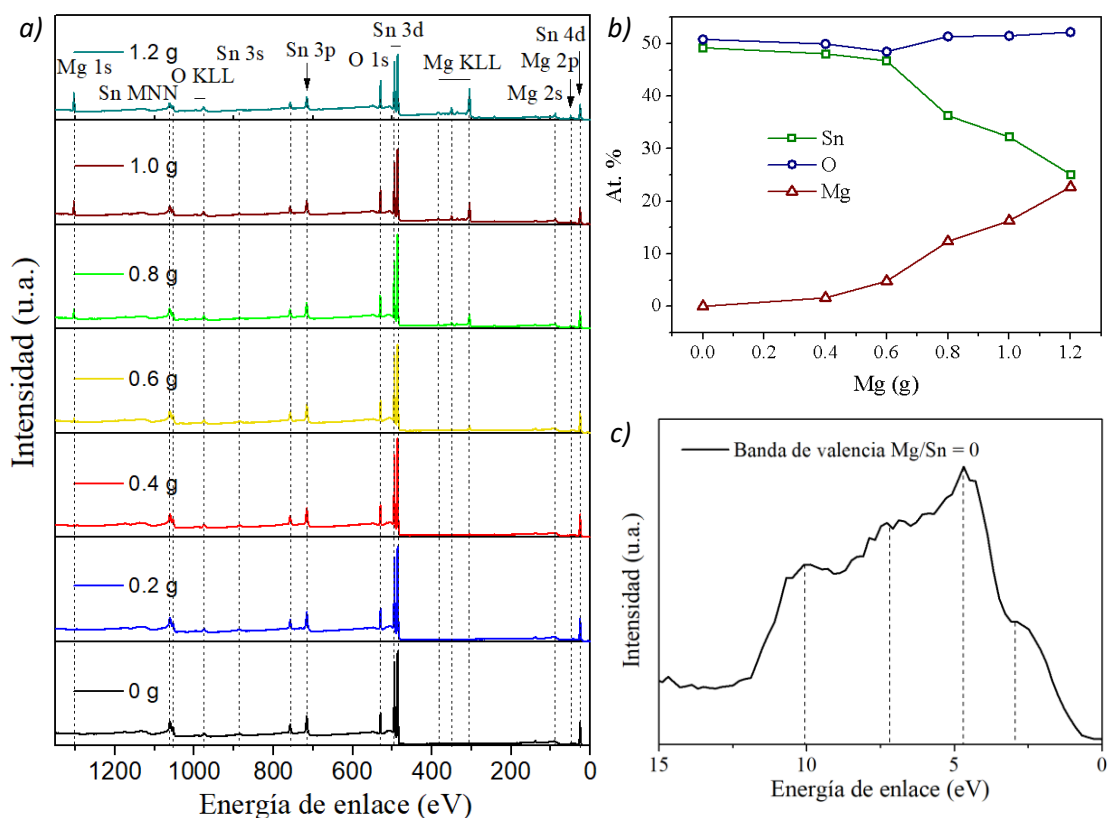 a)
Mg 1s
Sn MNN
O KLL
Sn 3s
Sn 3p
O 1s
Sn 3d
Mg KLL
Sn 4d
Mg 2p
Mg 2s
1.2 g
1.0 g
0.8 g
0.6 g
0.4 g
0.2 g
0 g
Intensidad (u.a.)
1200 1000 800 600 400 200 0
Energía de enlace (eV)
b)
50
40
30
20
10
0
At. %
Sn
O
Mg
0.0 0.2 0.4 0.6 0.8 1.0 1.2
Mg (g)
c)
Banda de valencia Mg/Sn = 0
Intensidad (u.a.)
15 10 5 0
Energía de enlace (eV)